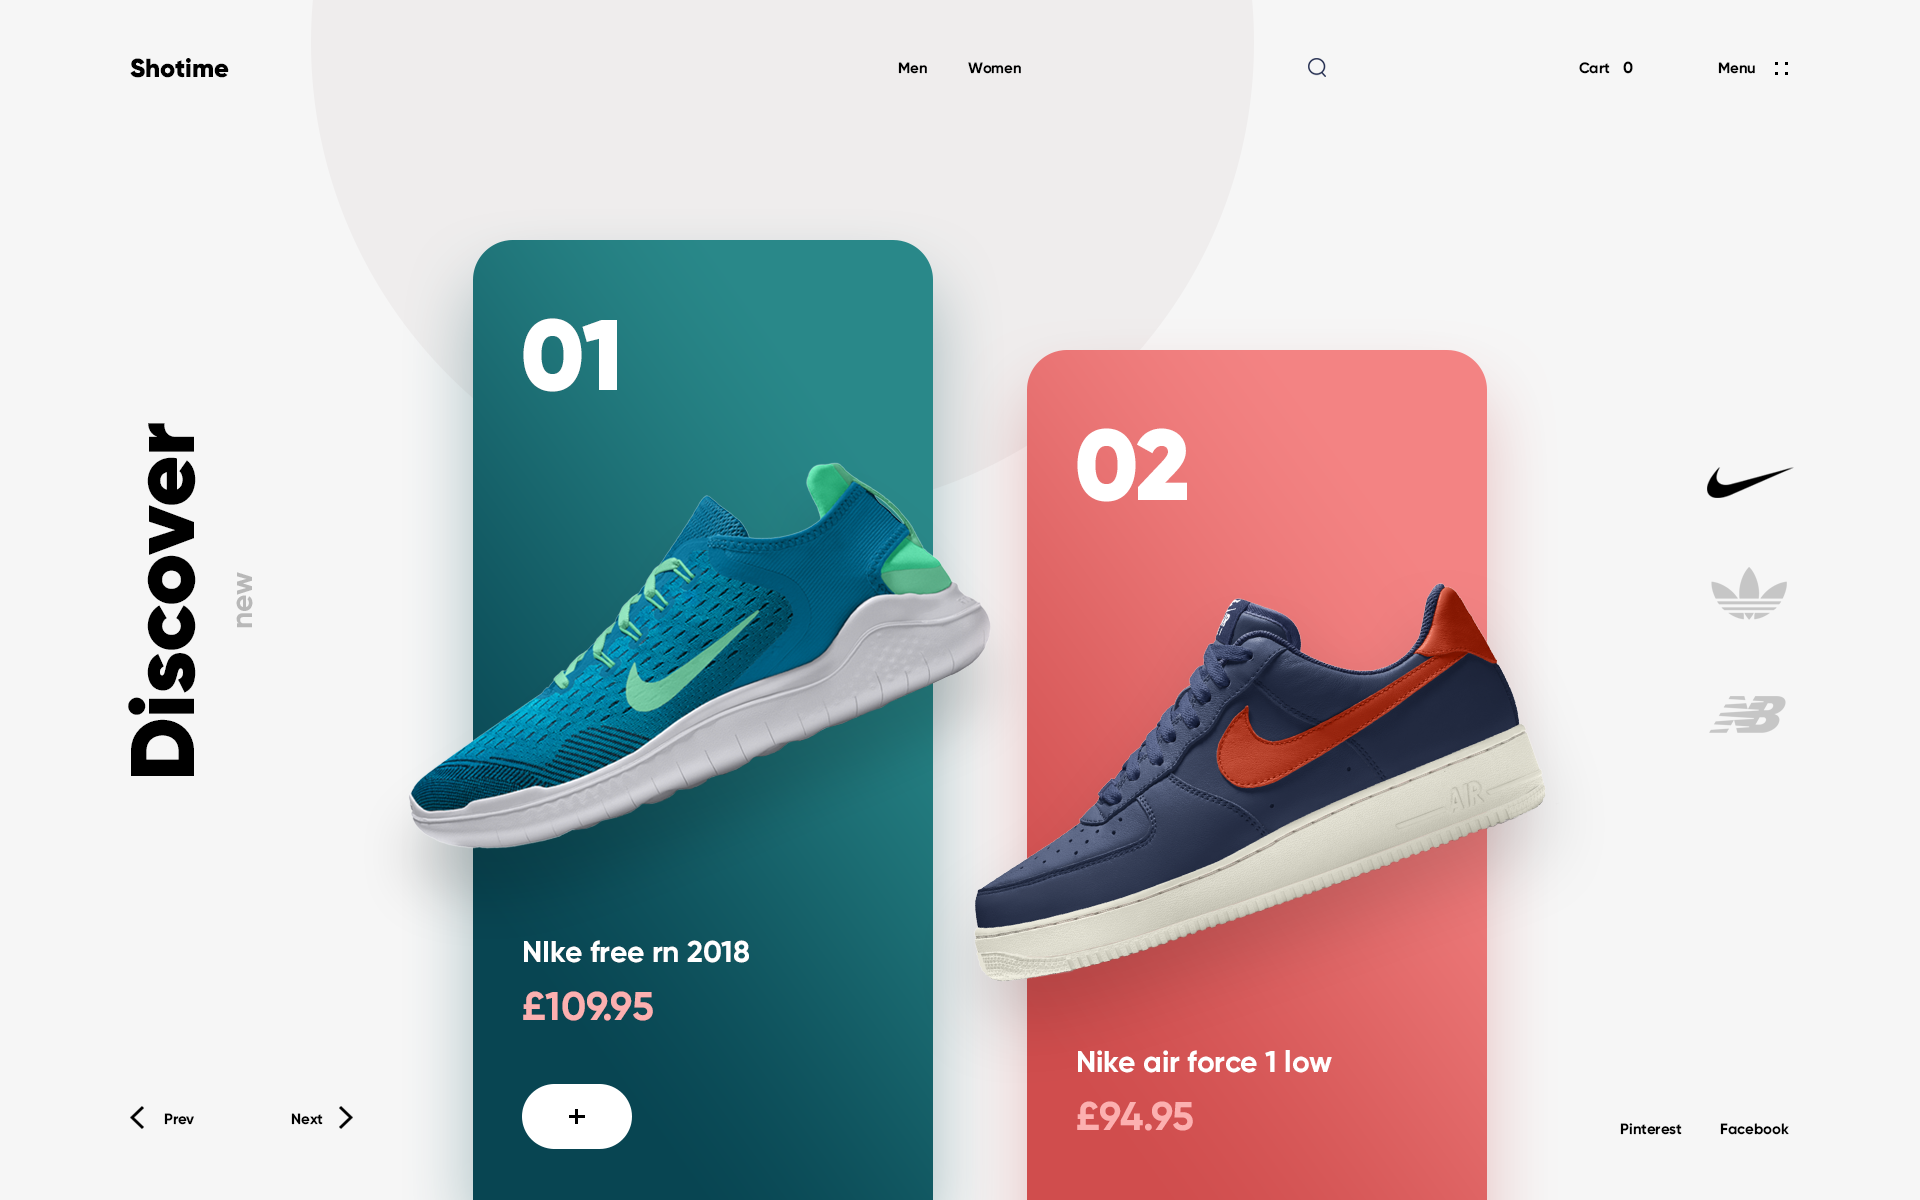 Shotime
Men
Women
Cart 0
Menu
Discover
new
01
NIke free rn 2018
£109.95
+
02
AIR
Nike air force 1 low
£94.95
NB
Prev
Next
Pinterest
Facebook